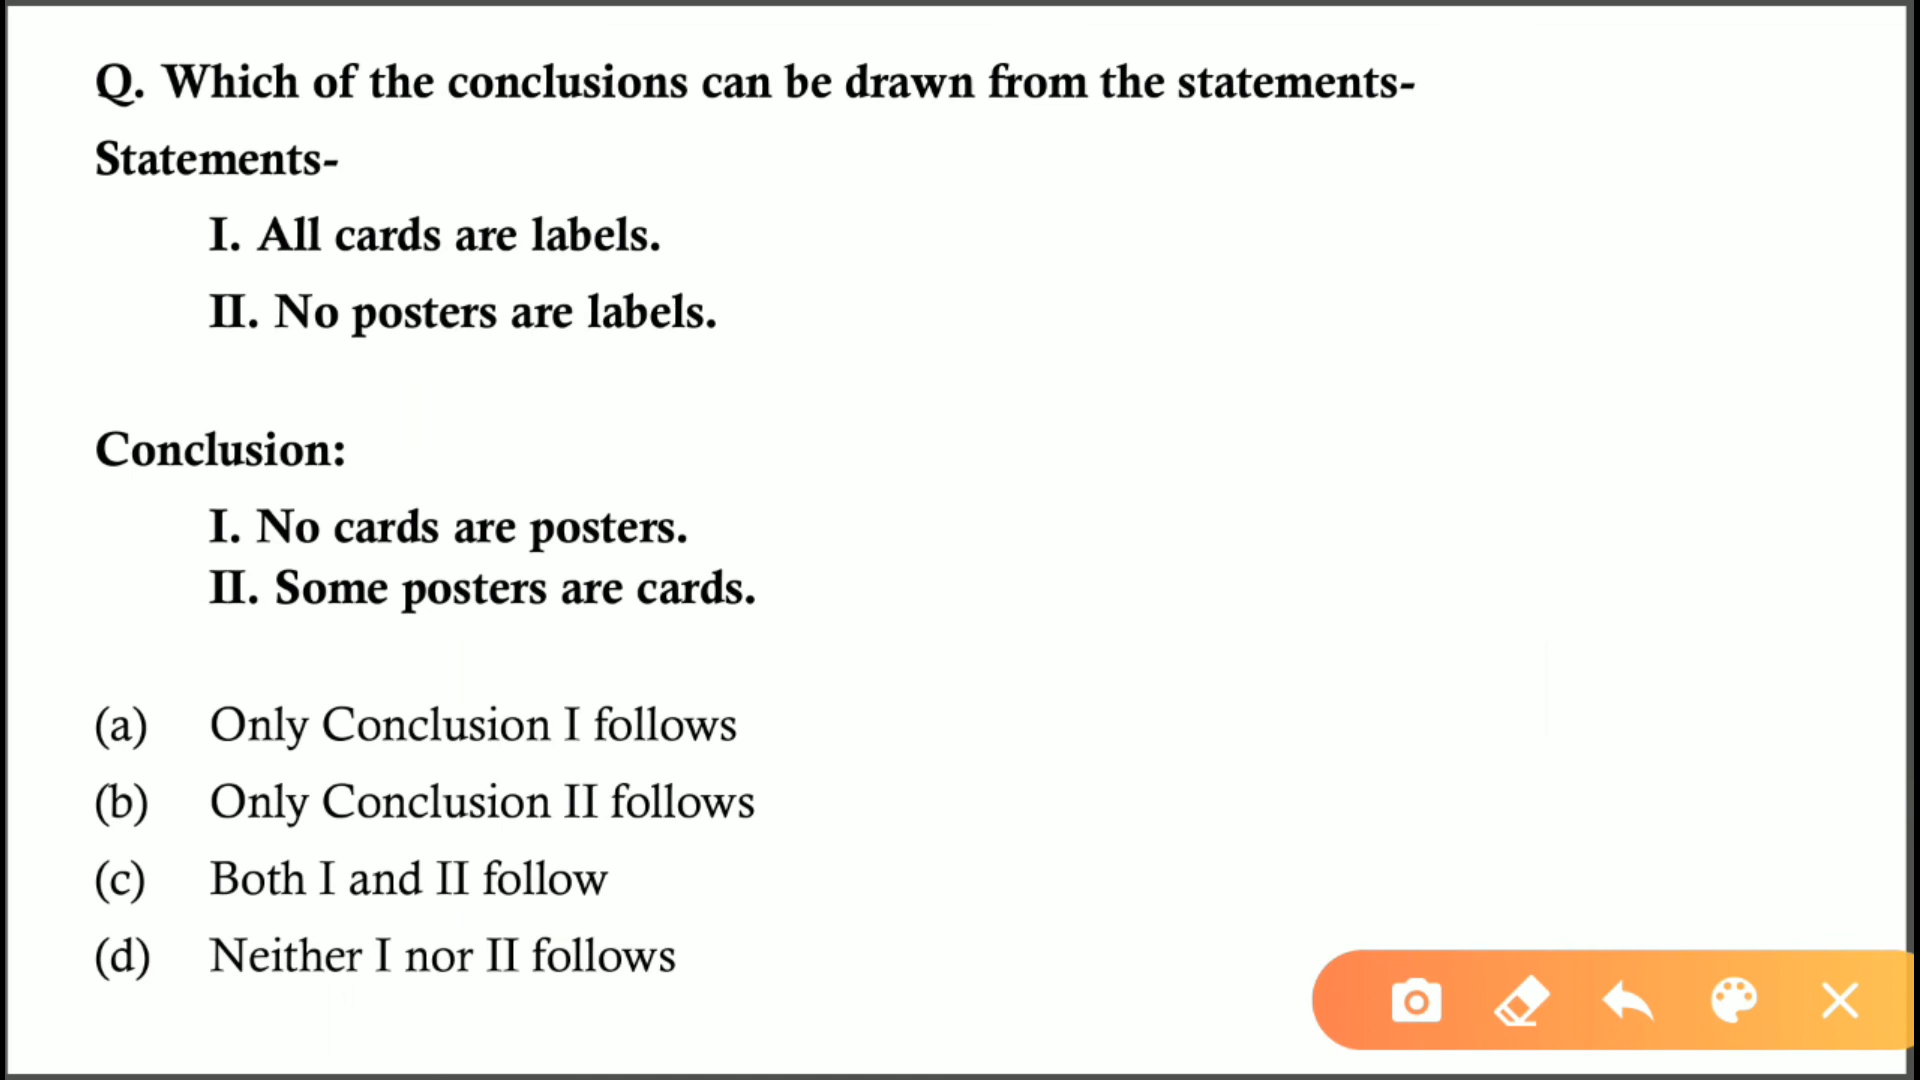 Q. Which of the conclusions can be drawn from the statements-
Statements-
I. All cards are labels.
II. No posters are labels.
Conclusion:
I. No cards are posters.
II. Some posters are cards.
(a) Only Conclusion I follows
(b) Only Conclusion II follows
(c) Both I and II follow
(d) Neither I nor II follows